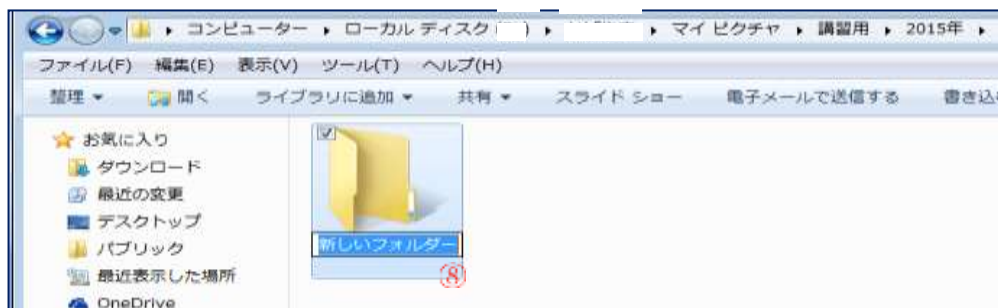 コンピューター ▸ ローカル ディスク ( ) ▸ ▸ マイ ピクチャ ▸ 講習用 ▸ 2015年 ▸
ファイル(F) 編集(E) 表示(V) ツール(T) ヘルプ(H)
整理 開く ライブラリに追加 共有 スライド ショー 電子メールで送信する 書き込
お気に入り
ダウンロード
最近の変更
デスクトップ
パブリック
最近表示した場所
OneDrive
新しいフォルダー
⑧